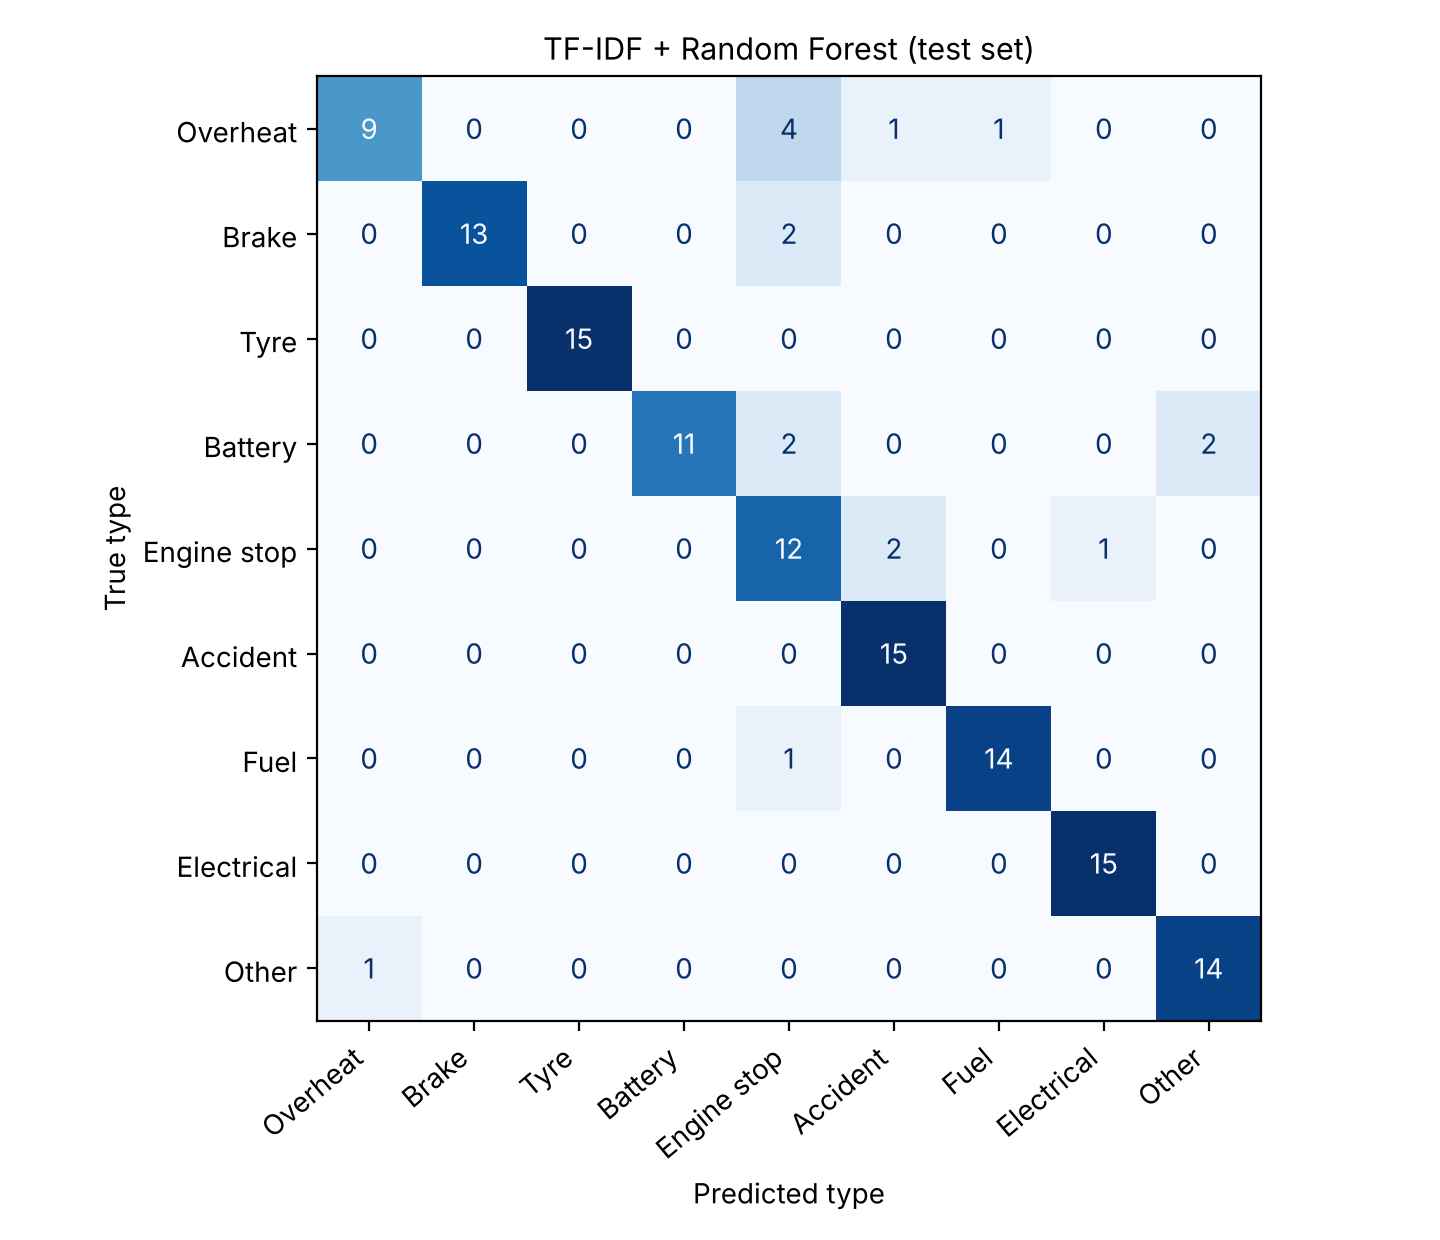 TF-IDF + Random Forest (test set)
Overheat 9 0 0 0 4 1 1 0 0
Brake 0 13 0 0 2 0 0 0 0
Tyre 0 0 15 0 0 0 0 0 0
Battery 0 0 0 11 2 0 0 0 2
Engine stop 0 0 0 0 12 2 0 1 0
Accident 0 0 0 0 0 15 0 0 0
Fuel 0 0 0 0 1 0 14 0 0
Electrical 0 0 0 0 0 0 0 15 0
Other 1 0 0 0 0 0 0 0 14
True type
Overheat Brake Tyre Battery Engine stop Accident Fuel Electrical Other
Predicted type